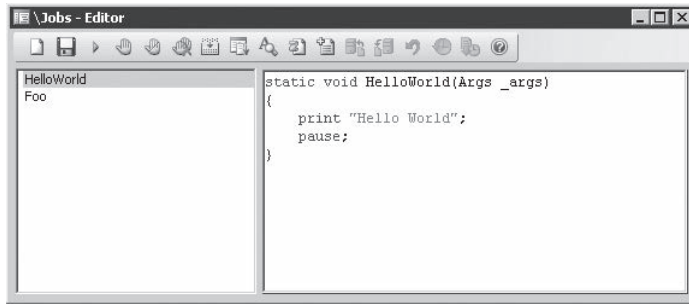 \Jobs - Editor
HelloWorld
Foo
static void HelloWorld(Args _args)
{
    print "Hello World";
    pause;
}